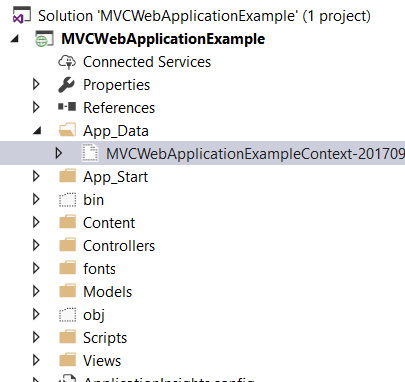 Solution 'MVCWebApplicationExample' (1 project)
MVCWebApplicationExample
Connected Services
Properties
References
App_Data
MVCWebApplicationExampleContext-201709
App_Start
bin
Content
Controllers
fonts
Models
obj
Scripts
Views
ApplicationInsights.config